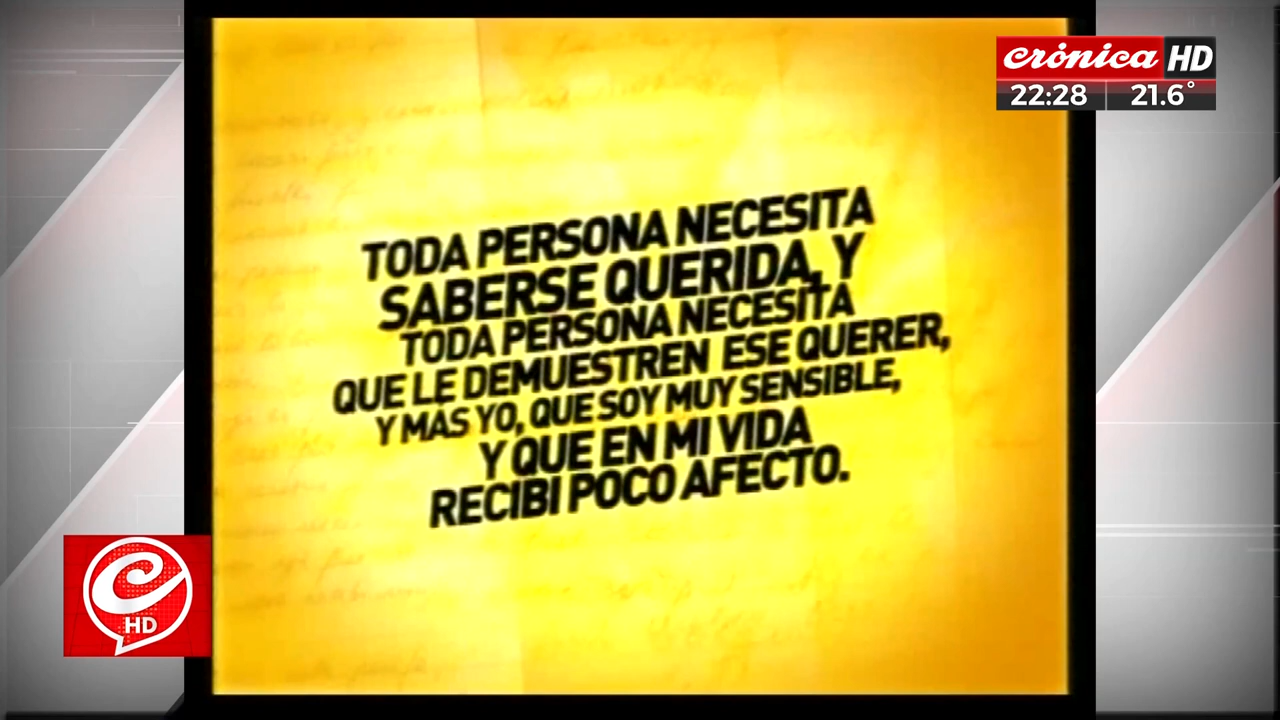 crónica HD
22:28 21.6°
TODA PERSONA NECESITA
SABERSE QUERIDA, Y
TODA PERSONA NECESITA
QUE LE DEMUESTREN ESE QUERER,
Y MAS YO, QUE SOY MUY SENSIBLE,
Y QUE EN MI VIDA
RECIBI POCO AFECTO.
HD